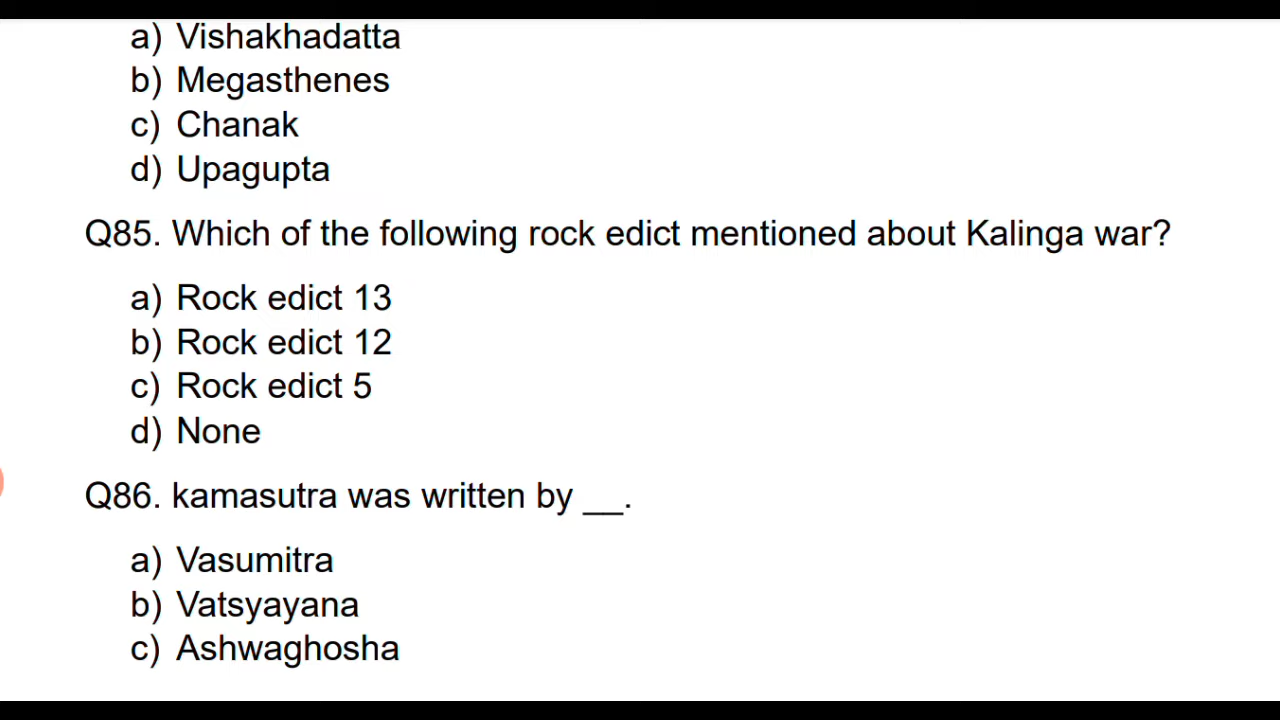 a) Vishakhadatta
b) Megasthenes
c) Chanak
d) Upagupta
Q85. Which of the following rock edict mentioned about Kalinga war?
a) Rock edict 13
b) Rock edict 12
c) Rock edict 5
d) None
Q86. kamasutra was written by __.
a) Vasumitra
b) Vatsyayana
c) Ashwaghosha